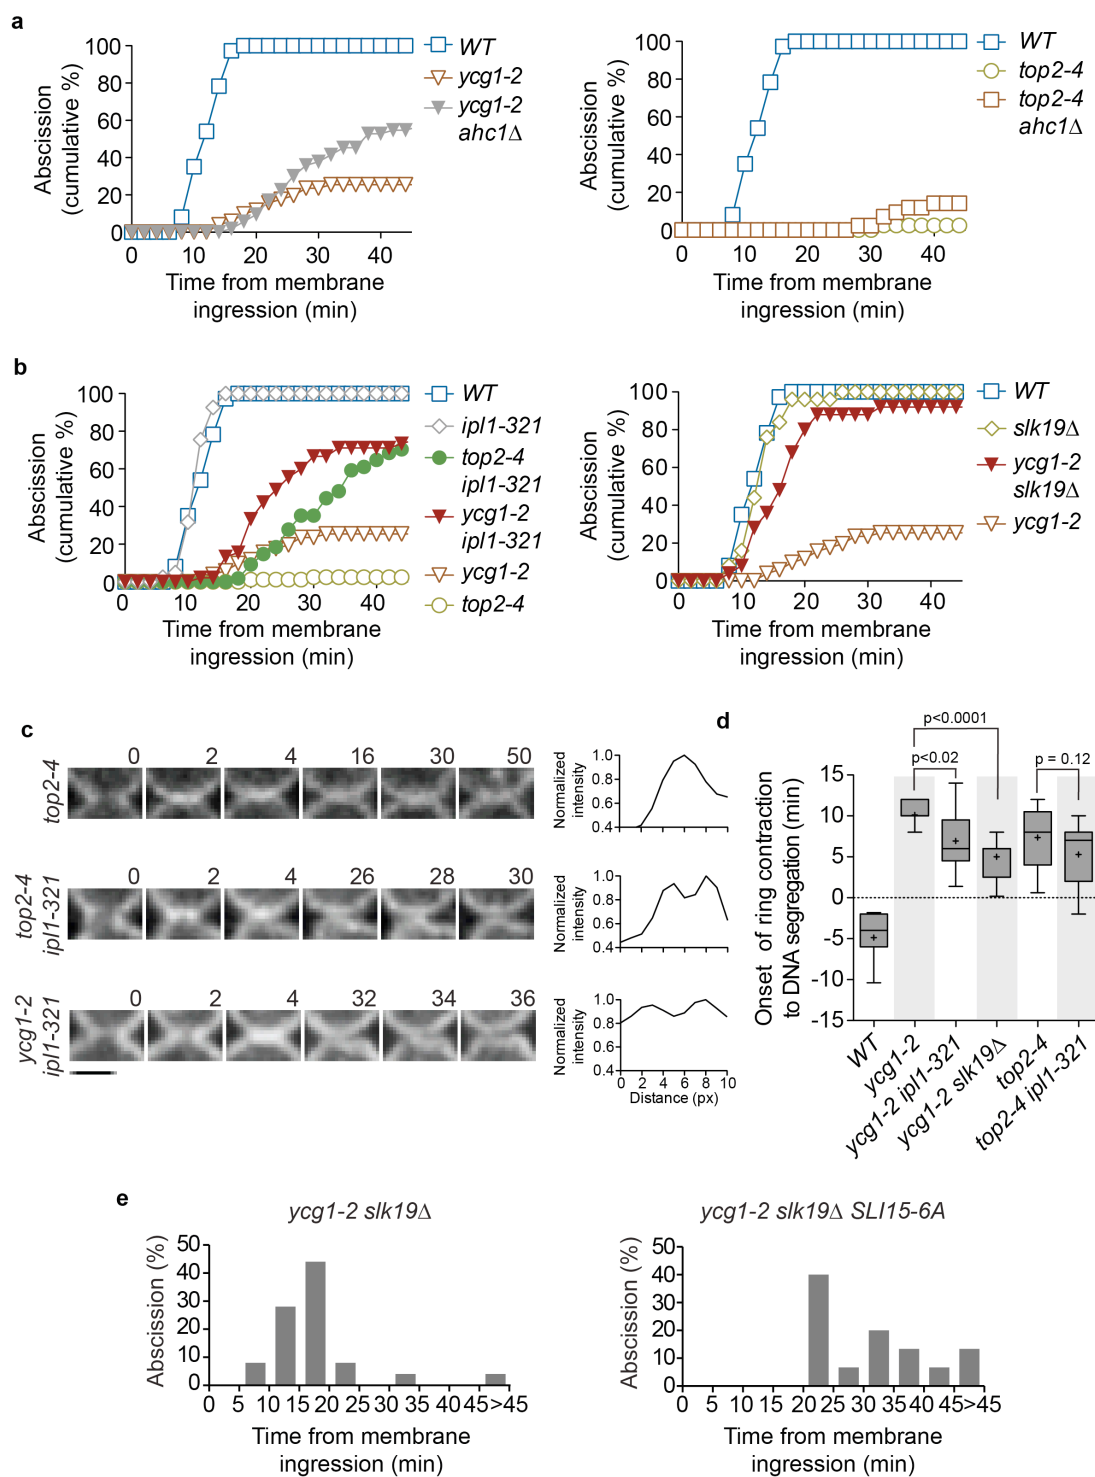 a
100
80
60
40
20
0
0 10 20 30 40
Abscission
(cumulative %)
Time from membrane
ingression (min)
WT
ycg1-2
ycg1-2
ahc1Δ
100
80
60
40
20
0
0 10 20 30 40
Abscission
(cumulative %)
Time from membrane
ingression (min)
WT
top2-4
top2-4
ahc1Δ
b
100
80
60
40
20
0
0 10 20 30 40
Abscission
(cumulative %)
Time from membrane
ingression (min)
WT
ipl1-321
top2-4
ipl1-321
ycg1-2
ipl1-321
ycg1-2
top2-4
100
80
60
40
20
0
0 10 20 30 40
Abscission
(cumulative %)
Time from membrane
ingression (min)
WT
slk19Δ
ycg1-2
slk19Δ
ycg1-2
c
top2-4
0 2 4 16 30 50
Normalized
intensity
1.0
0.8
0.6
0.4
top2-4
ipl1-321
0 2 4 26 28 30
Normalized
intensity
1.0
0.8
0.6
0.4
ycg1-2
ipl1-321
0 2 4 32 34 36
Normalized
intensity
1.0
0.8
0.6
0.4
0 2 4 6 8 10
Distance (px)
d
p<0.0001
p<0.02
p = 0.12
15
10
5
0
-5
-10
-15
Onset of ring contraction
to DNA segregation (min)
WT
ycg1-2
ycg1-2 ipl1-321
ycg1-2 slk19Δ
top2-4
top2-4 ipl1-321
e
ycg1-2 slk19Δ
50
40
30
20
10
0
Abscission (%)
0 5 10 15 20 25 30 35 40 45>45
Time from membrane
ingression (min)
ycg1-2 slk19Δ SLI15-6A
50
40
30
20
10
0
Abscission (%)
0 5 10 15 20 25 30 35 40 45>45
Time from membrane
ingression (min)